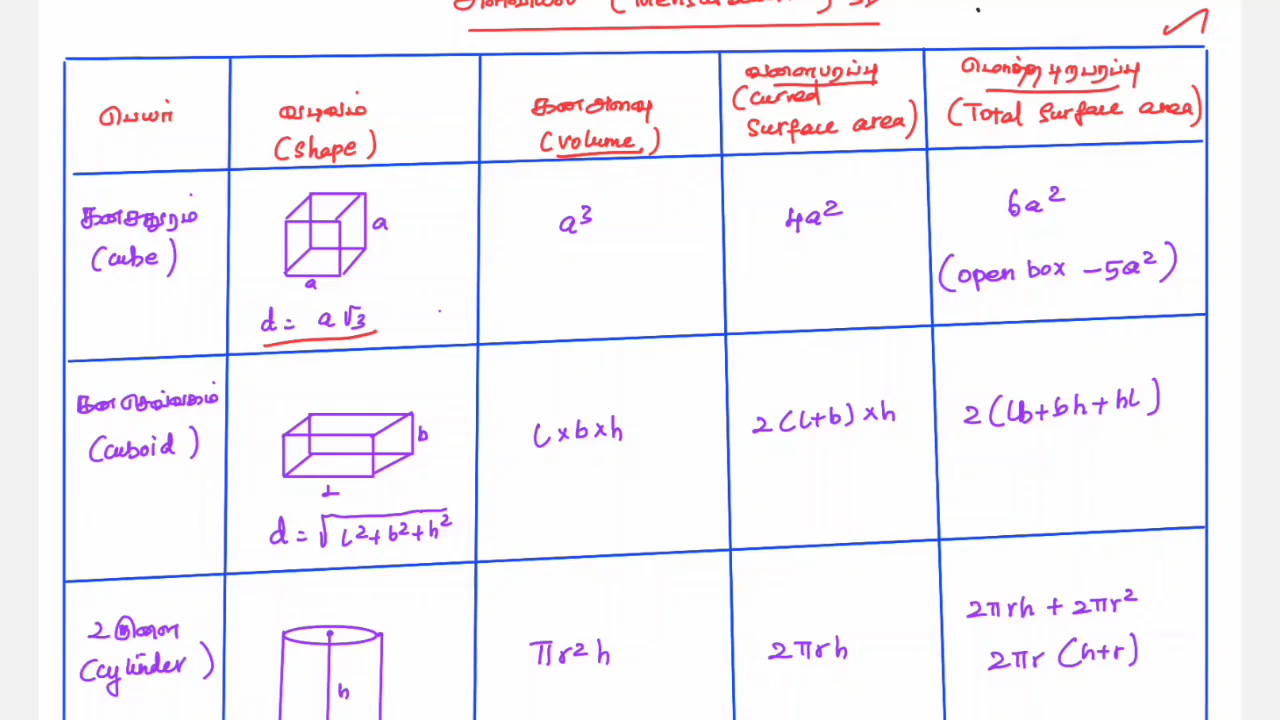 பெயர்
வடிவம்
(shape)
கனஅளவு
(volume)
வளைபரப்பு
(curved
surface area)
மொத்த புறபரப்பு
(Total surface area)
கனசதுரம்
(cube)
a
a
d = a√3
a³
4a²
6a²
(open box - 5a²)
கனசெவ்வகம்
(cuboid)
b
L
d = √l²+b²+h²
l×b×h
2(l+b)×h
2(lb+bh+hl)
உருளை
(cylinder)
h
πr²h
2πrh
2πrh + 2πr²
2πr (h+r)